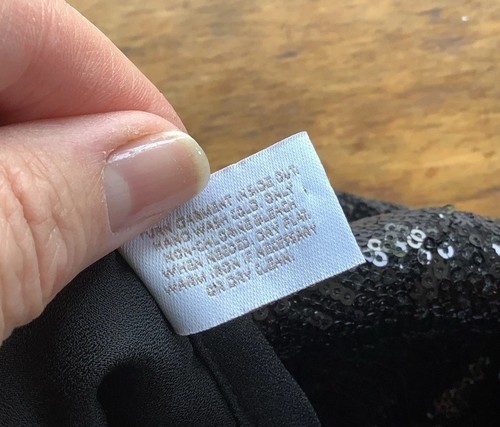 TURN GARMENT INSIDE OUT.
HAND WASH COLD. ONLY
NON-CHLORINE BLEACH
WHEN NEEDED. DRY FLAT.
WARM IRON IF NECESSARY
OR DRY CLEAN.